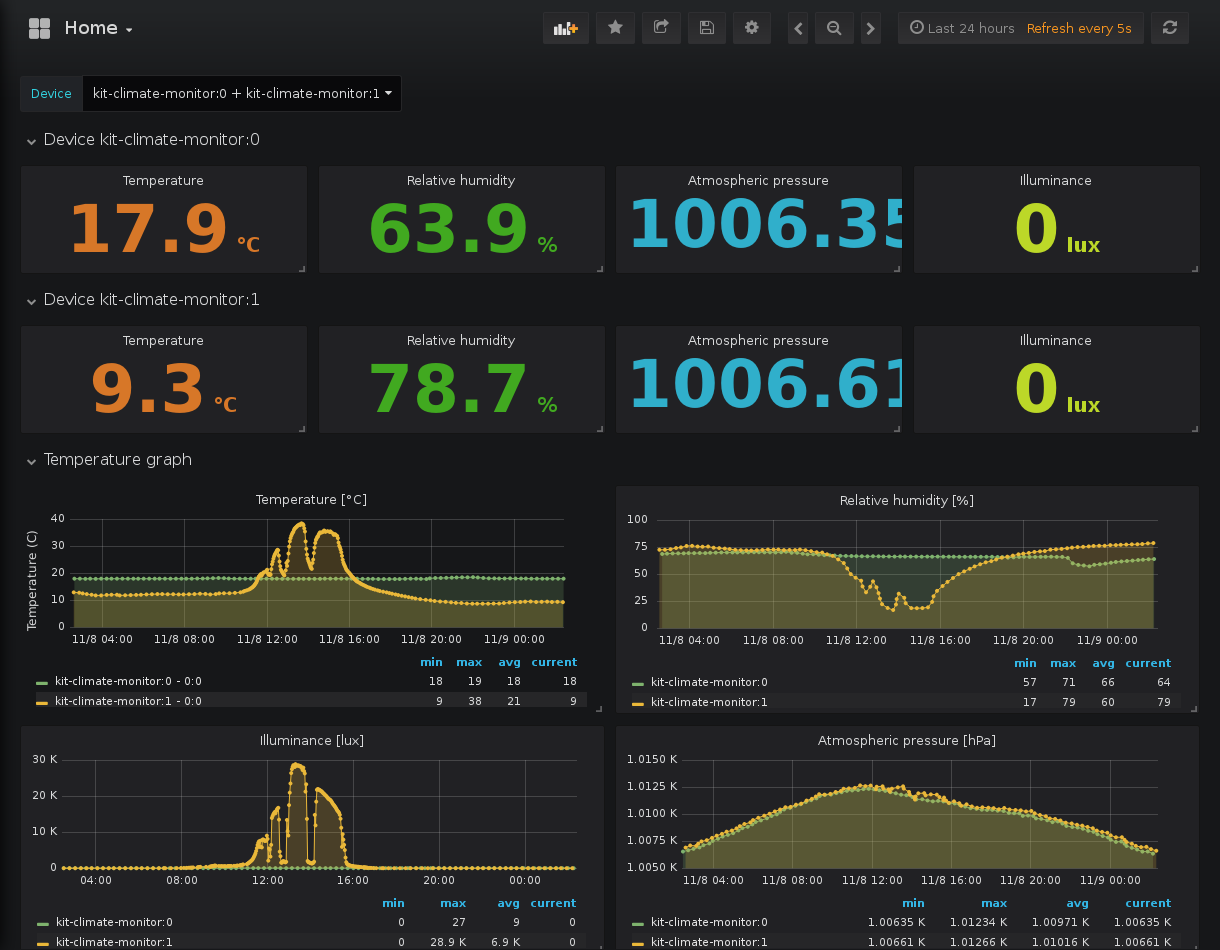 Home
Last 24 hours Refresh every 5s
Device kit-climate-monitor:0 + kit-climate-monitor:1
Device kit-climate-monitor:0
Temperature Relative humidity Atmospheric pressure Illuminance
17.9 °C 63.9 % 1006.35 0 lux
Device kit-climate-monitor:1
Temperature Relative humidity Atmospheric pressure Illuminance
9.3 °C 78.7 % 1006.61 0 lux
Temperature graph
Temperature [°C]
Temperature (C)
40
30
20
10
0
11/8 04:00 11/8 08:00 11/8 12:00 11/8 16:00 11/8 20:00 11/9 00:00
min max avg current
kit-climate-monitor:0 - 0:0 18 19 18 18
kit-climate-monitor:1 - 0:0 9 38 21 9
Relative humidity [%]
100
75
50
25
0
11/8 04:00 11/8 08:00 11/8 12:00 11/8 16:00 11/8 20:00 11/9 00:00
min max avg current
kit-climate-monitor:0 57 71 66 64
kit-climate-monitor:1 17 79 60 79
Illuminance [lux]
30 K
20 K
10 K
0
04:00 08:00 12:00 16:00 20:00 00:00
min max avg current
kit-climate-monitor:0 0 27 9 0
kit-climate-monitor:1 0 28.9 K 6.9 K 0
Atmospheric pressure [hPa]
1.0150 K
1.0125 K
1.0100 K
1.0075 K
1.0050 K
11/8 04:00 11/8 08:00 11/8 12:00 11/8 16:00 11/8 20:00 11/9 00:00
min max avg current
kit-climate-monitor:0 1.00635 K 1.01234 K 1.00971 K 1.00635 K
kit-climate-monitor:1 1.00661 K 1.01266 K 1.01016 K 1.00661 K